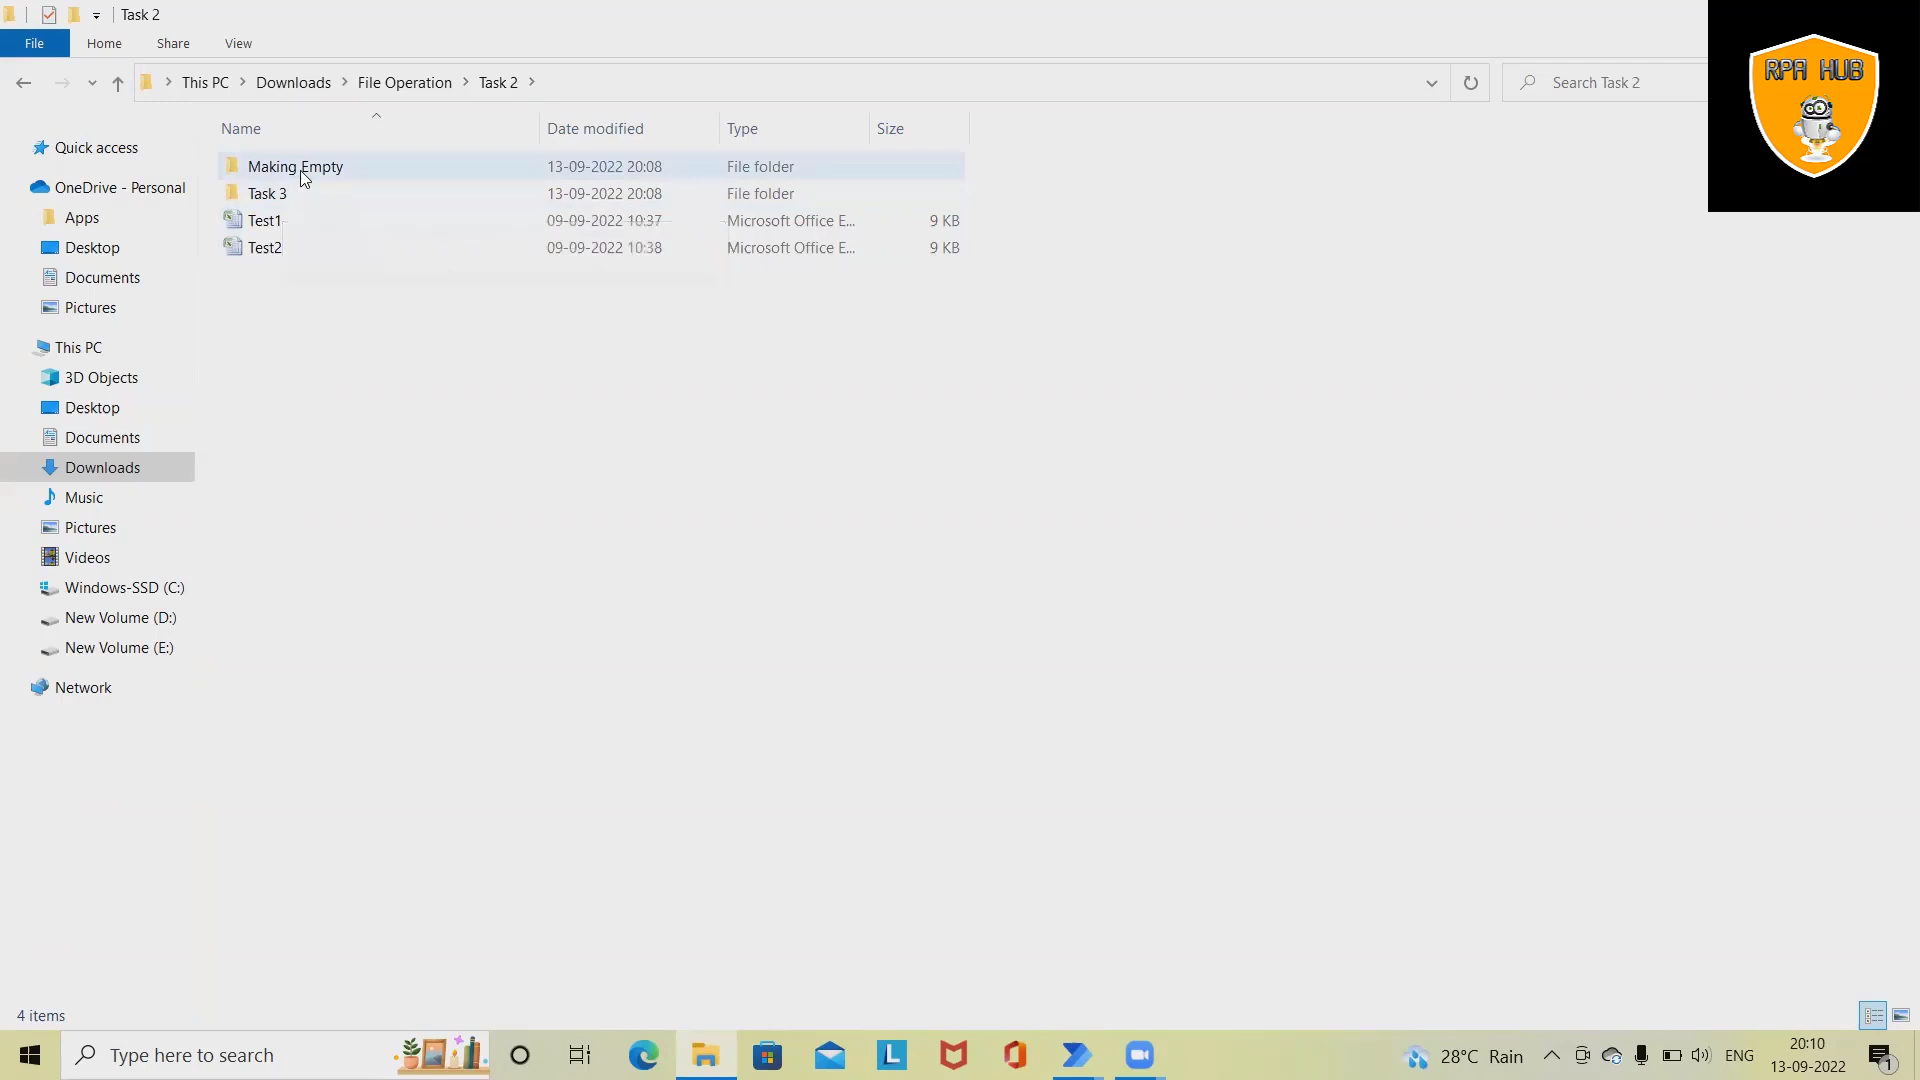 Task 2
File Home Share View
This PC Downloads File Operation Task 2 Search Task 2
RPA HUB
Name Date modified Type Size
Making Empty 13-09-2022 20:08 File folder
Task 3 13-09-2022 20:08 File folder
Test1 09-09-2022 10:37 Microsoft Office E... 9 KB
Test2 09-09-2022 10:38 Microsoft Office E... 9 KB
Quick access
OneDrive - Personal
Apps
Desktop
Documents
Pictures
This PC
3D Objects
Desktop
Documents
Downloads
Music
Pictures
Videos
Windows-SSD (C:)
New Volume (D:)
New Volume (E:)
Network
4 items
Type here to search
L
28°C Rain
ENG
20:10
13-09-2022
1